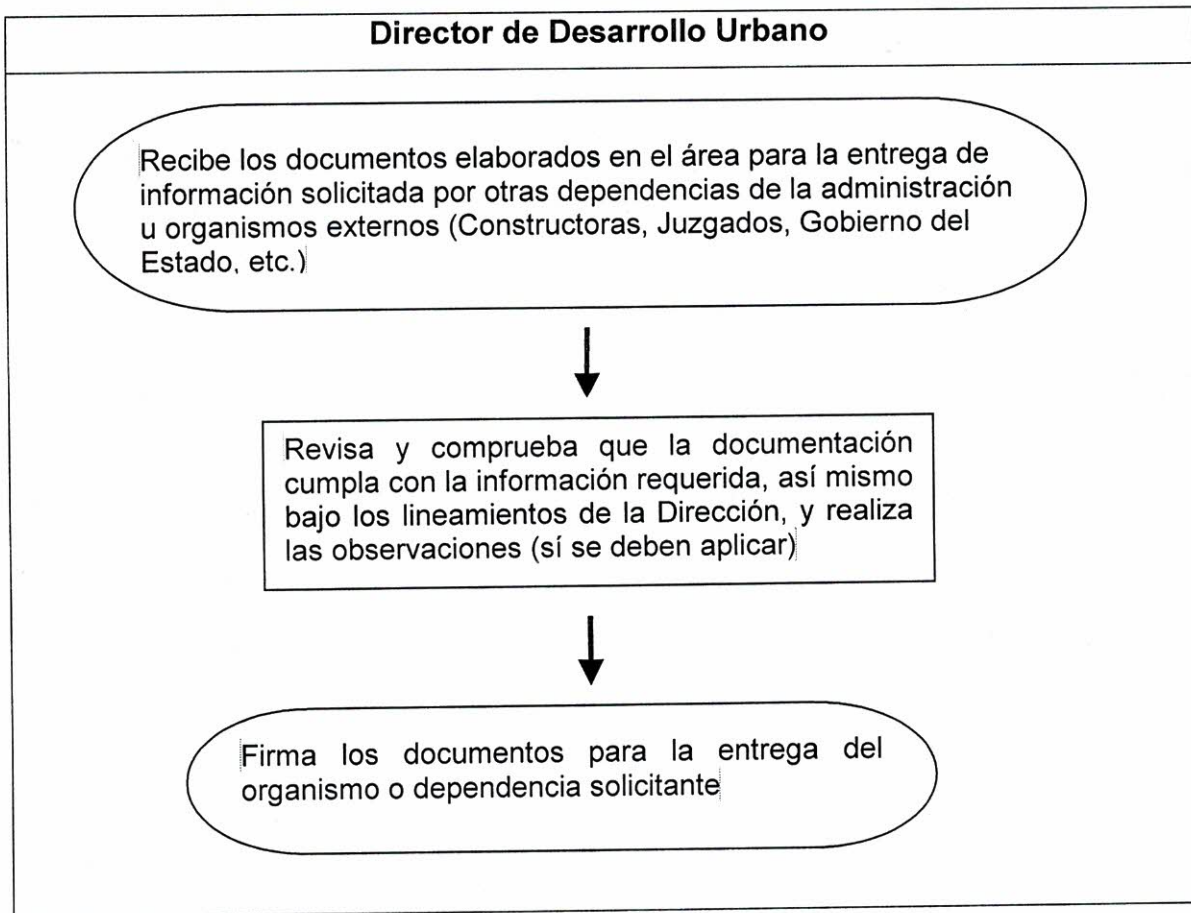 Director de Desarrollo Urbano
Recibe los documentos elaborados en el área para la entrega de
información solicitada por otras dependencias de la administración
u organismos externos (Constructoras, Juzgados, Gobierno del
Estado, etc.)
Revisa y comprueba que la documentación
cumpla con la información requerida, así mismo
bajo los lineamientos de la Dirección, y realiza
las observaciones (sí se deben aplicar)
Firma los documentos para la entrega del
organismo o dependencia solicitante